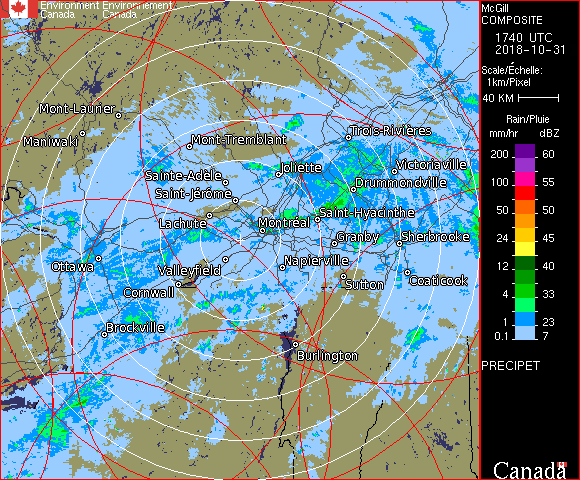 Environment Environnement
Canada Canada
McGill
COMPOSITE
1740 UTC
2018-10-31
Scale/Échelle:
1km/Pixel
40 KM
Rain/Pluie
mm/hr dBZ
200 60
100 55
50 50
24 45
12 40
4 33
1 23
0.1 7
PRECIPET
Canada
Mont-Laurier
Maniwaki
Mont-Tremblant
Trois-Rivières
Sainte-Adèle
Joliette
Victoriaville
Saint-Jérôme
Drummondville
Lachute
Montréal
Saint-Hyacinthe
Granby
Sherbrooke
Ottawa
Valleyfield
Napierville
Cornwall
Sutton
Coaticook
Brockville
Burlington